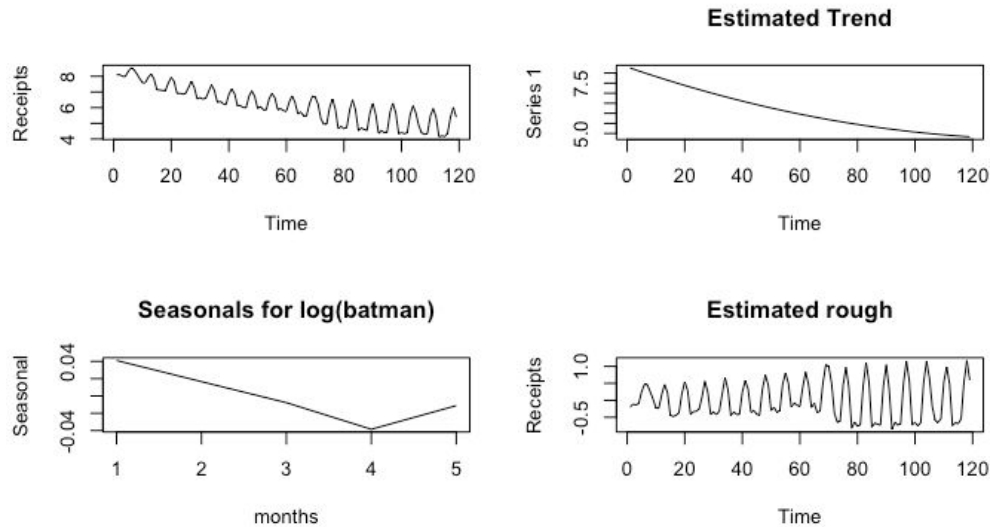 Receipts
8
6
4
0 20 40 60 80 100 120
Time
Estimated Trend
Series 1
7.5
5.0
0 20 40 60 80 100 120
Time
Seasonals for log(batman)
Seasonal
0.04
-0.04
1 2 3 4 5
months
Estimated rough
Receipts
1.0
-0.5
0 20 40 60 80 100 120
Time